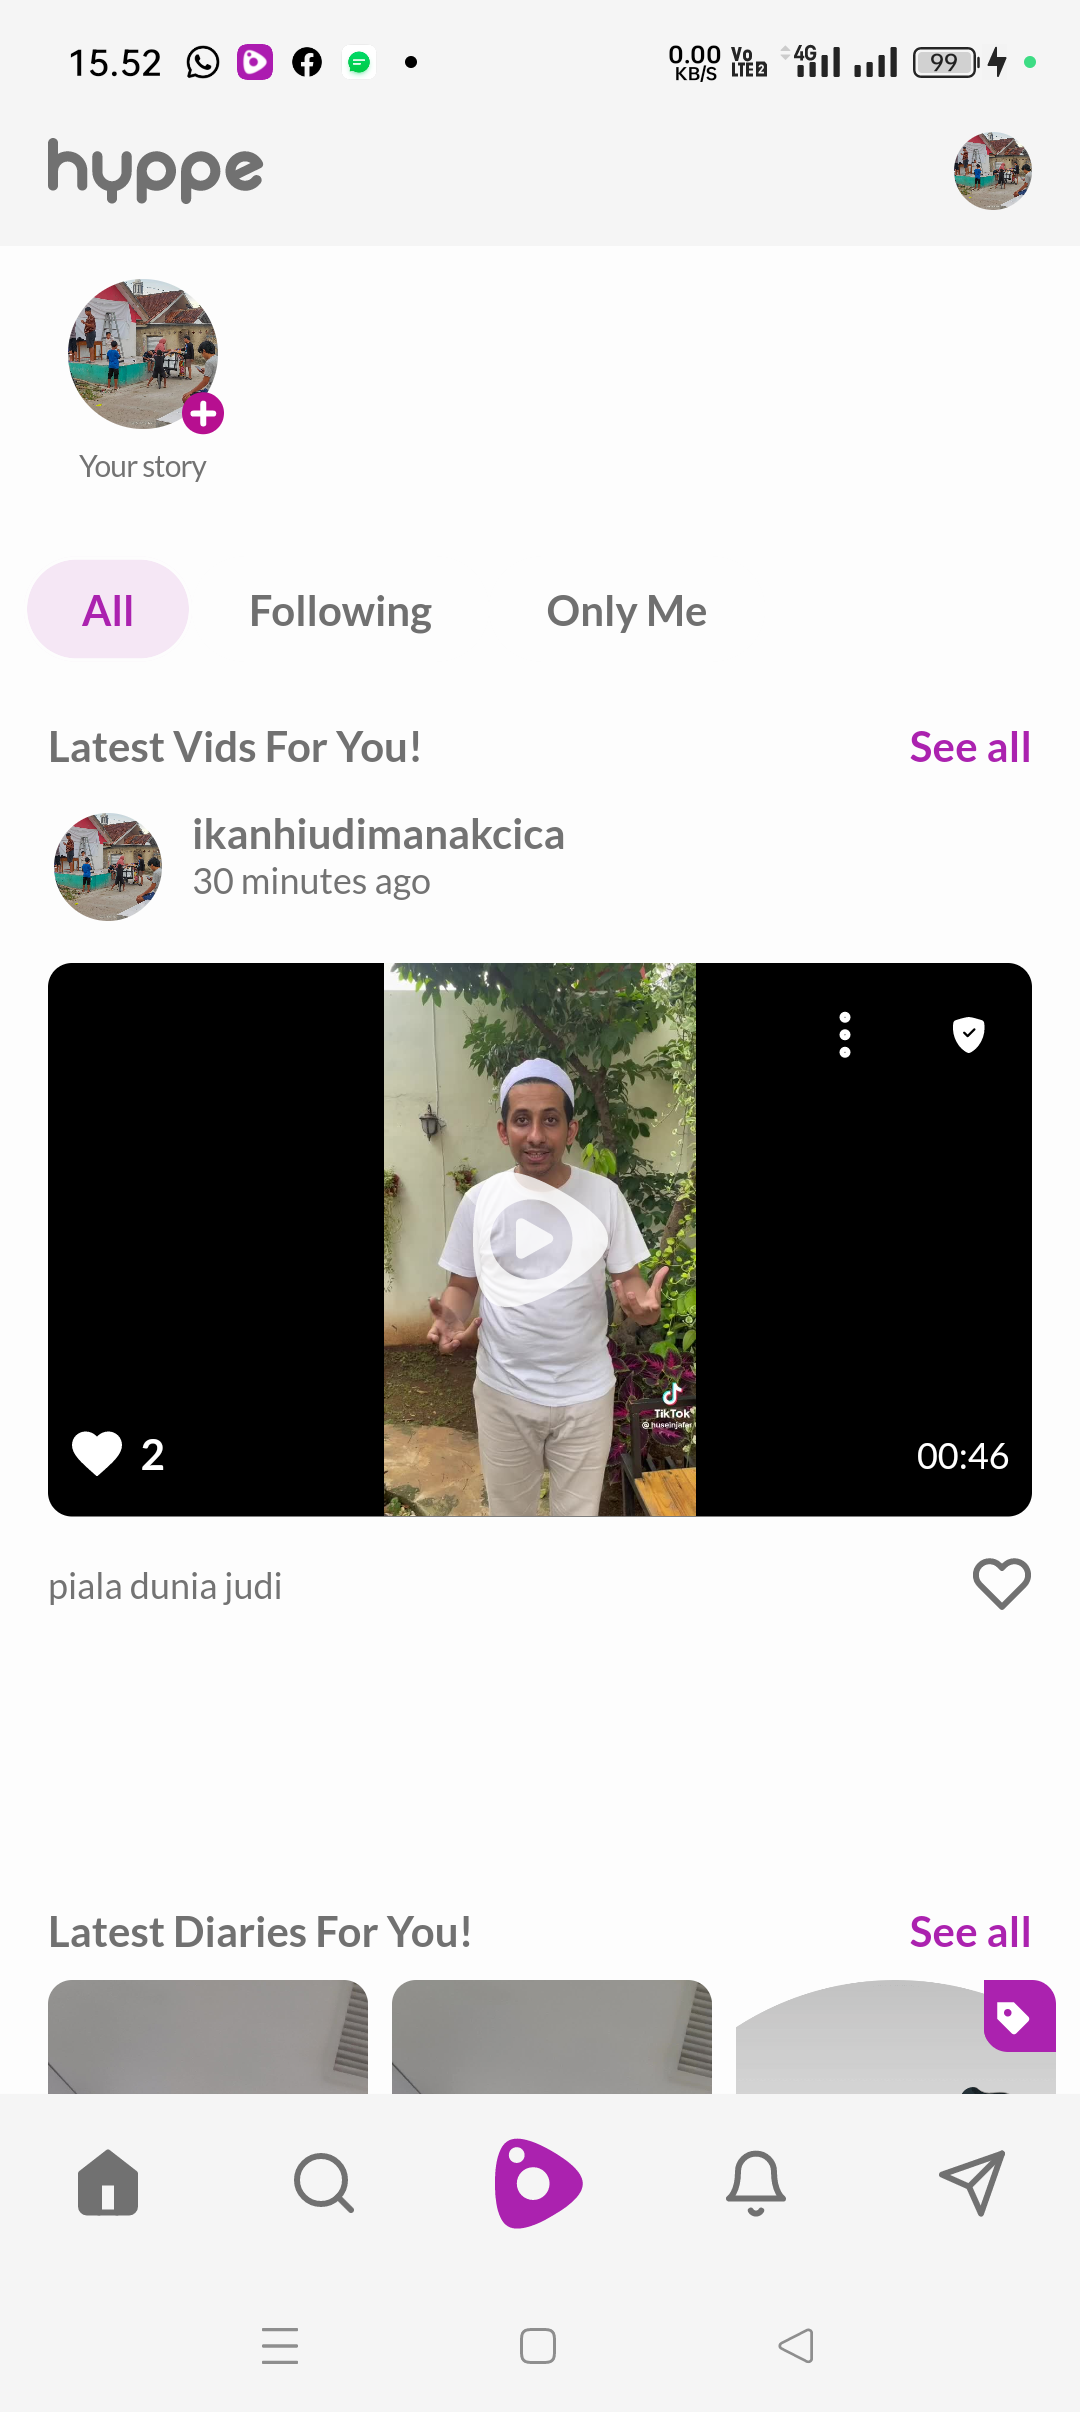 15.52
0.00
KB/S
Vo
LTE 2
4G
99
hyppe
Your story
All
Following
Only Me
Latest Vids For You!
See all
ikanhiudimanakcica
30 minutes ago
TikTok
@huseinjafar
2
00:46
piala dunia judi
Latest Diaries For You!
See all